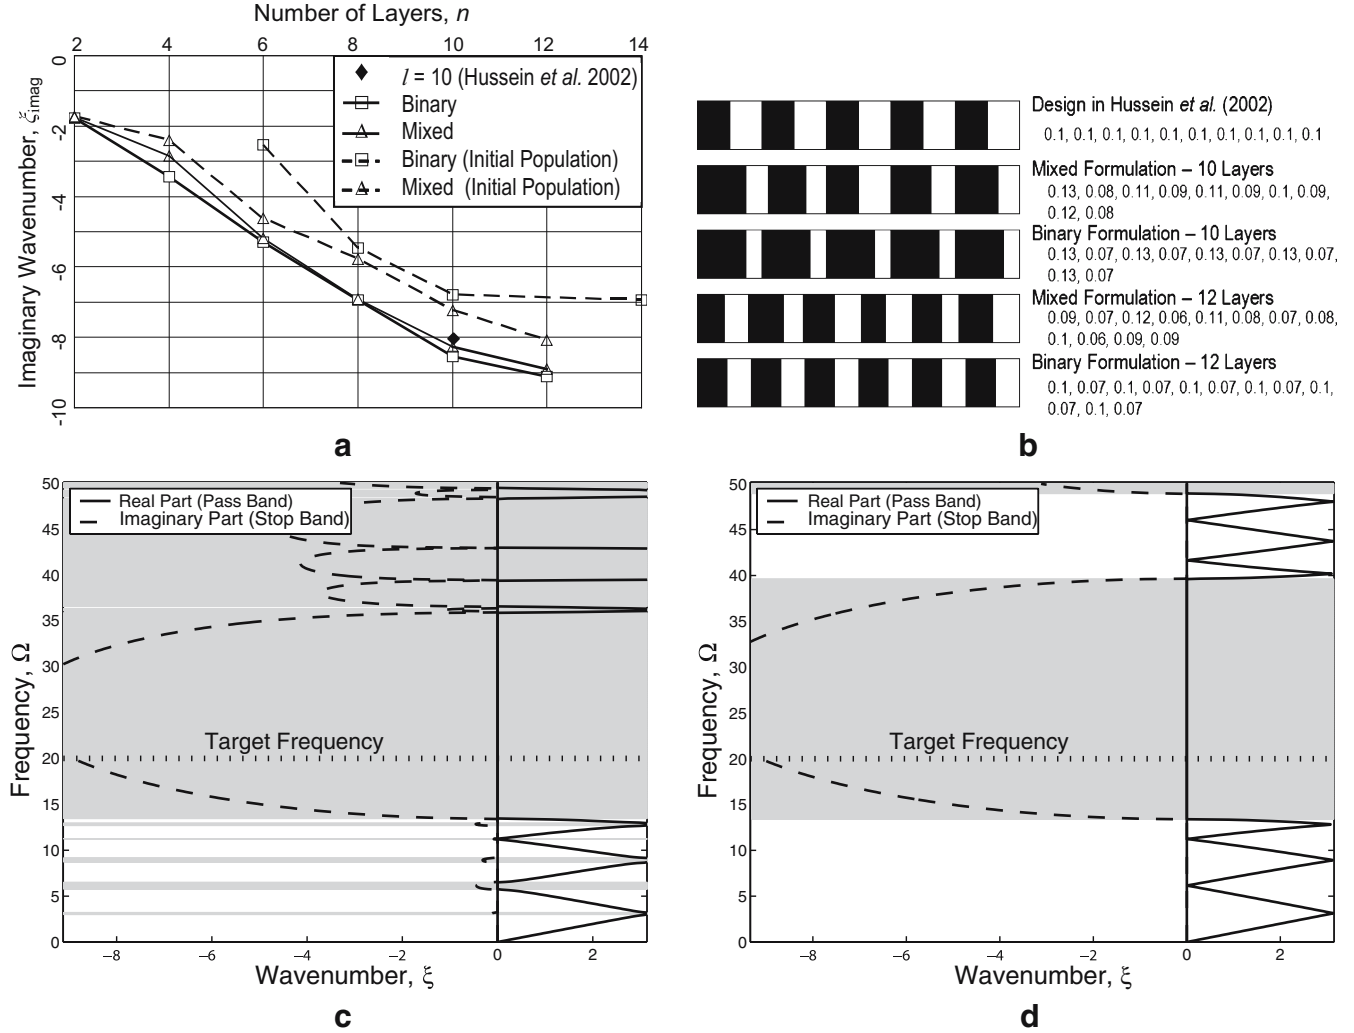 Number of Layers, n
2 4 6 8 10 12 14
0
-2
-4
-6
-8
-10
Imaginary Wavenumber, ξimag
l = 10 (Hussein et al. 2002)
Binary
Mixed
Binary (Initial Population)
Mixed (Initial Population)
a
Design in Hussein et al. (2002)
0.1, 0.1, 0.1, 0.1, 0.1, 0.1, 0.1, 0.1, 0.1, 0.1
Mixed Formulation – 10 Layers
0.13, 0.08, 0.11, 0.09, 0.11, 0.09, 0.1, 0.09,
0.12, 0.08
Binary Formulation – 10 Layers
0.13, 0.07, 0.13, 0.07, 0.13, 0.07, 0.13, 0.07,
0.13, 0.07
Mixed Formulation – 12 Layers
0.09, 0.07, 0.12, 0.06, 0.11, 0.08, 0.07, 0.08,
0.1, 0.06, 0.09, 0.09
Binary Formulation – 12 Layers
0.1, 0.07, 0.1, 0.07, 0.1, 0.07, 0.1, 0.07, 0.1,
0.07, 0.1, 0.07
b
50
45
40
35
30
25
20
15
10
5
0
Frequency, Ω
Real Part (Pass Band)
Imaginary Part (Stop Band)
Target Frequency
−8 −6 −4 −2 0 2
Wavenumber, ξ
c
50
45
40
35
30
25
20
15
10
5
0
Frequency, Ω
Real Part (Pass Band)
Imaginary Part (Stop Band)
Target Frequency
−8 −6 −4 −2 0 2
Wavenumber, ξ
d